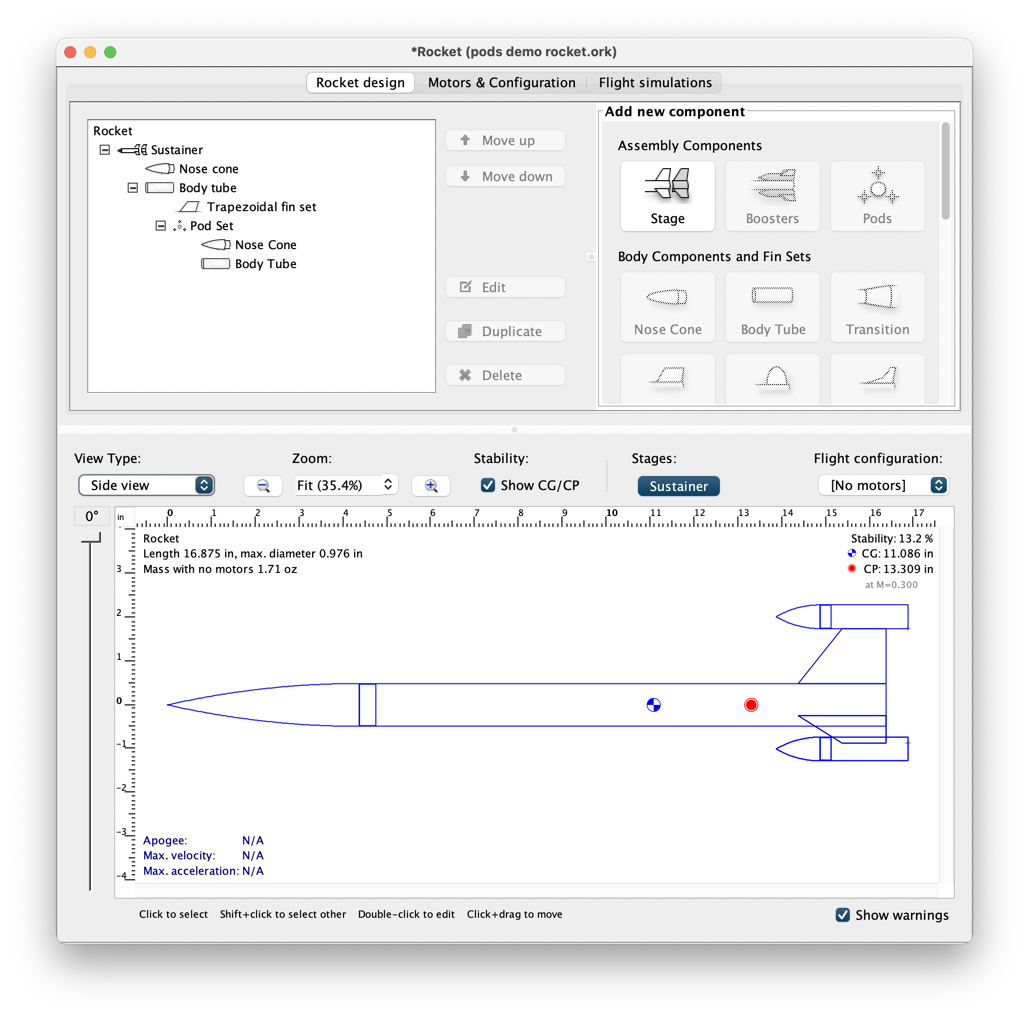 *Rocket (pods demo rocket.ork)
Rocket design Motors & Configuration Flight simulations
Rocket
Sustainer
Nose cone
Body tube
Trapezoidal fin set
Pod Set
Nose Cone
Body Tube
Move up
Move down
Edit
Duplicate
Delete
Add new component
Assembly Components
Stage Boosters Pods
Body Components and Fin Sets
Nose Cone Body Tube Transition
View Type:
Side view
Zoom:
Fit (35.4%)
Stability:
Show CG/CP
Stages:
Sustainer
Flight configuration:
[No motors]
0°
in
0 1 2 3 4 5 6 7 8 9 10 11 12 13 14 15 16 17
3
2
1
0
-1
-2
-3
-4
Rocket
Length 16.875 in, max. diameter 0.976 in
Mass with no motors 1.71 oz
Stability: 13.2 %
CG: 11.086 in
CP: 13.309 in
at M=0.300
Apogee: N/A
Max. velocity: N/A
Max. acceleration: N/A
Click to select Shift+click to select other Double-click to edit Click+drag to move
Show warnings